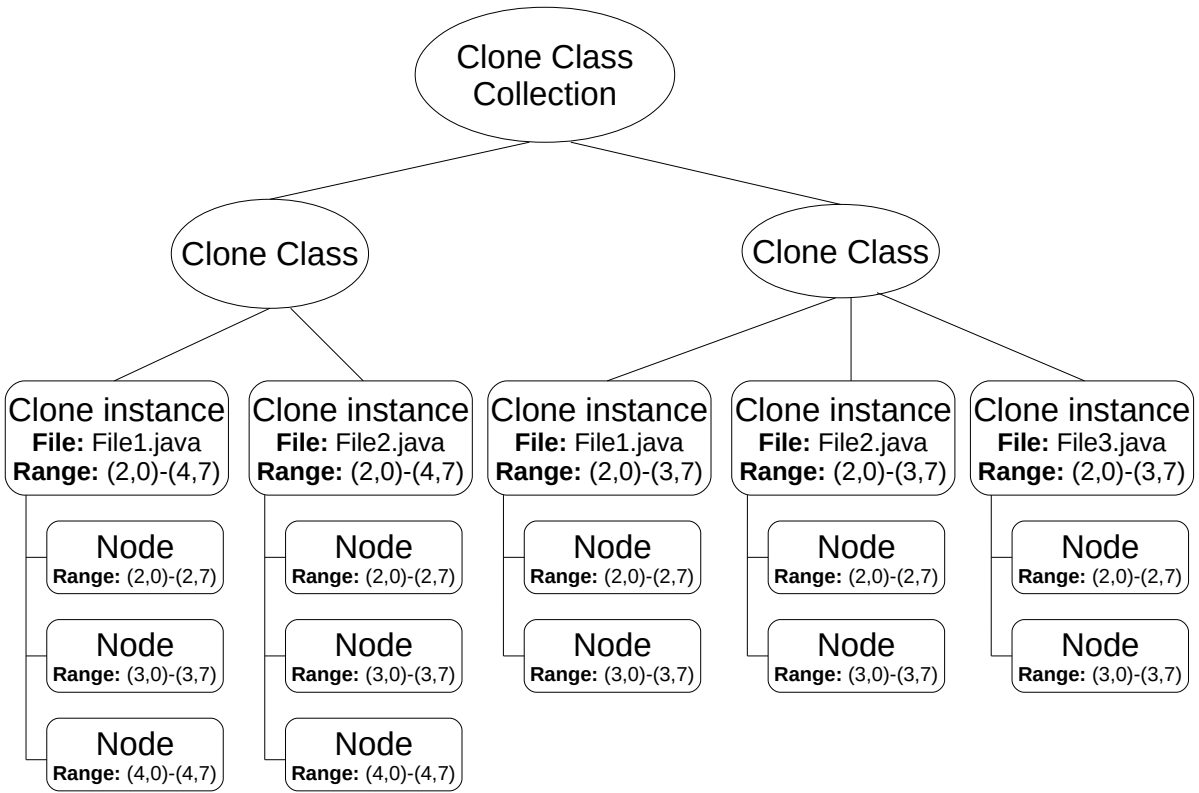 Clone Class
Collection
Clone Class
Clone Class
Clone instance
File: File1.java
Range: (2,0)-(4,7)
Clone instance
File: File2.java
Range: (2,0)-(4,7)
Clone instance
File: File1.java
Range: (2,0)-(3,7)
Clone instance
File: File2.java
Range: (2,0)-(3,7)
Clone instance
File: File3.java
Range: (2,0)-(3,7)
Node
Range: (2,0)-(2,7)
Node
Range: (2,0)-(2,7)
Node
Range: (2,0)-(2,7)
Node
Range: (2,0)-(2,7)
Node
Range: (2,0)-(2,7)
Node
Range: (3,0)-(3,7)
Node
Range: (3,0)-(3,7)
Node
Range: (3,0)-(3,7)
Node
Range: (3,0)-(3,7)
Node
Range: (3,0)-(3,7)
Node
Range: (4,0)-(4,7)
Node
Range: (4,0)-(4,7)